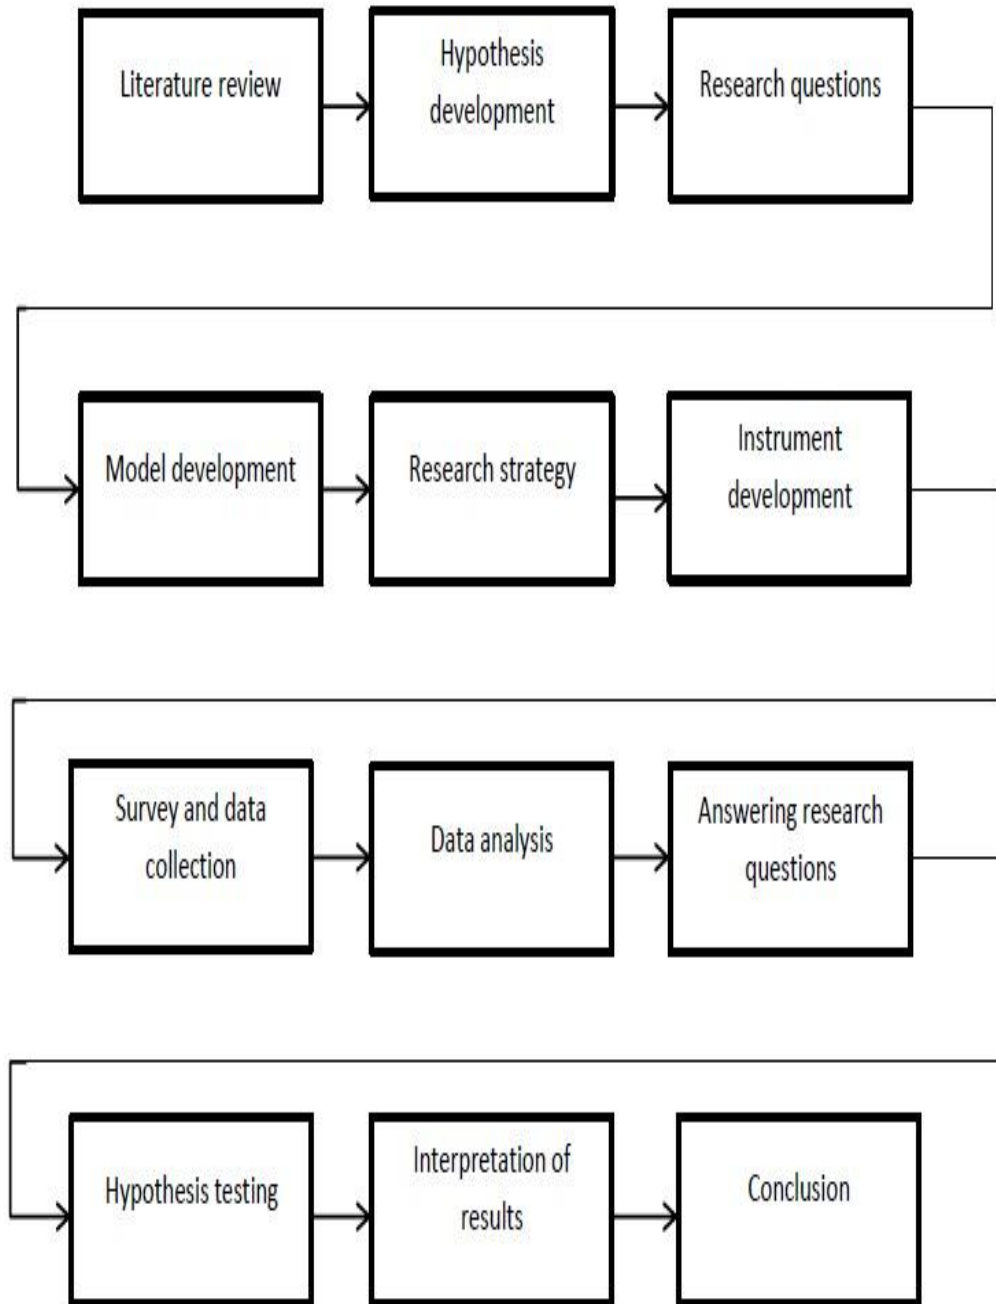 Literature review
Hypothesis
development
Research questions
Model development
Research strategy
Instrument
development
Survey and data
collection
Data analysis
Answering research
questions
Hypothesis testing
Interpretation of
results
Conclusion